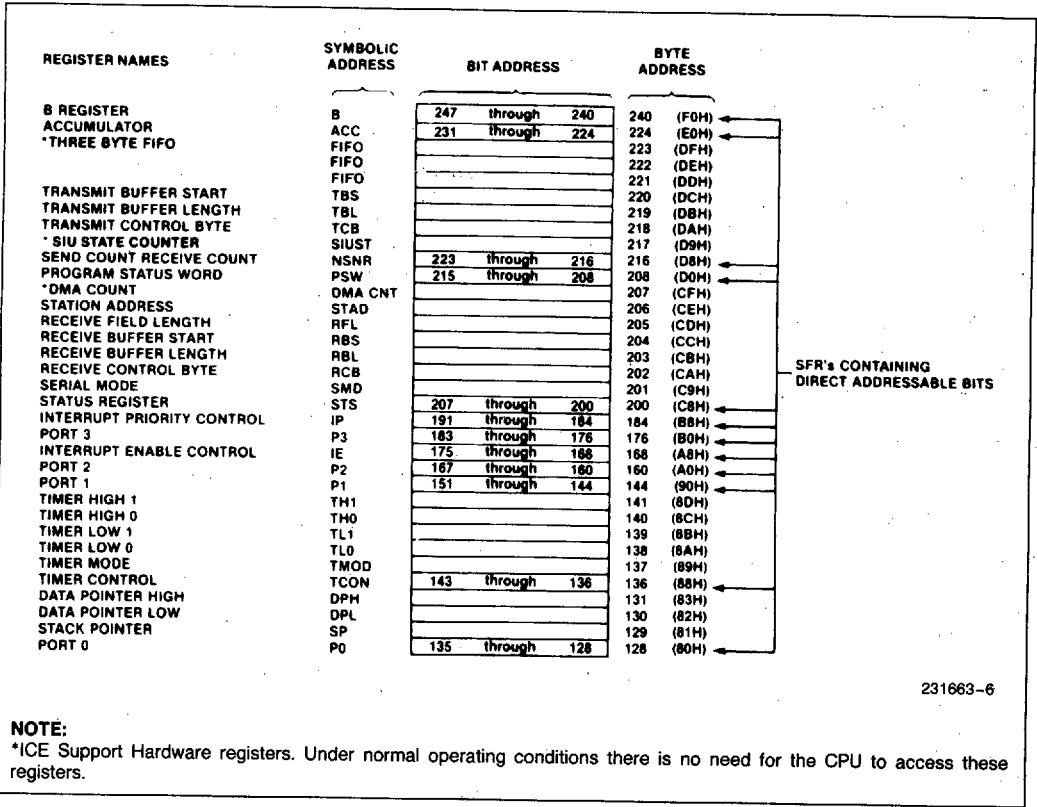 REGISTER NAMES SYMBOLIC ADDRESS BIT ADDRESS BYTE ADDRESS
B REGISTER B 247 through 240 240 (F0H)
ACCUMULATOR ACC 231 through 224 224 (E0H)
*THREE BYTE FIFO FIFO 223 (DFH)
FIFO 222 (DEH)
FIFO 221 (DDH)
TRANSMIT BUFFER START TBS 220 (DCH)
TRANSMIT BUFFER LENGTH TBL 219 (DBH)
TRANSMIT CONTROL BYTE TCB 218 (DAH)
* SIU STATE COUNTER SIUST 217 (D9H)
SEND COUNT RECEIVE COUNT NSNR 223 through 216 216 (D8H)
PROGRAM STATUS WORD PSW 215 through 208 208 (D0H)
*DMA COUNT DMA CNT 207 (CFH)
STATION ADDRESS STAD 206 (CEH)
RECEIVE FIELD LENGTH RFL 205 (CDH)
RECEIVE BUFFER START RBS 204 (CCH)
RECEIVE BUFFER LENGTH RBL 203 (CBH)
RECEIVE CONTROL BYTE RCB 202 (CAH)
SERIAL MODE SMD 201 (C9H)
STATUS REGISTER STS 207 through 200 200 (C8H)
INTERRUPT PRIORITY CONTROL IP 191 through 184 184 (B8H)
PORT 3 P3 183 through 176 176 (B0H)
INTERRUPT ENABLE CONTROL IE 175 through 168 168 (A8H)
PORT 2 P2 167 through 160 160 (A0H)
PORT 1 P1 151 through 144 144 (90H)
TIMER HIGH 1 TH1 141 (8DH)
TIMER HIGH 0 TH0 140 (8CH)
TIMER LOW 1 TL1 139 (8BH)
TIMER LOW 0 TL0 138 (8AH)
TIMER MODE TMOD 137 (89H)
TIMER CONTROL TCON 143 through 136 136 (88H)
DATA POINTER HIGH DPH 131 (83H)
DATA POINTER LOW DPL 130 (82H)
STACK POINTER SP 129 (81H)
PORT 0 P0 135 through 128 128 (80H)
SFR's CONTAINING
DIRECT ADDRESSABLE BITS
231663–6
NOTE:
*ICE Support Hardware registers. Under normal operating conditions there is no need for the CPU to access these
registers.